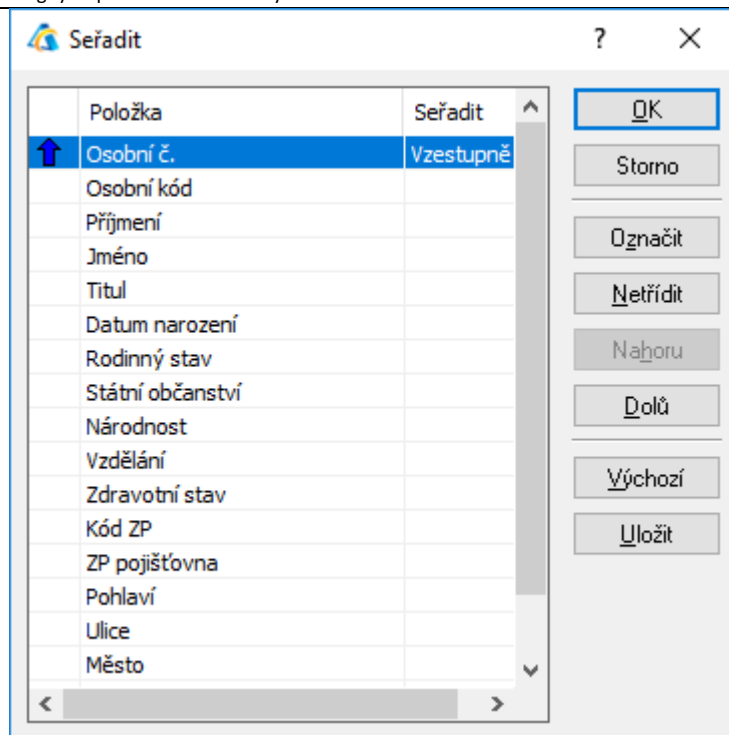 Seřadit
?
Položka Seřadit
Osobní č. Vzestupně
Osobní kód
Příjmení
Jméno
Titul
Datum narození
Rodinný stav
Státní občanství
Národnost
Vzdělání
Zdravotní stav
Kód ZP
ZP pojišťovna
Pohlaví
Ulice
Město
OK
Storno
Označit
Netřídit
Nahoru
Dolů
Výchozí
Uložit